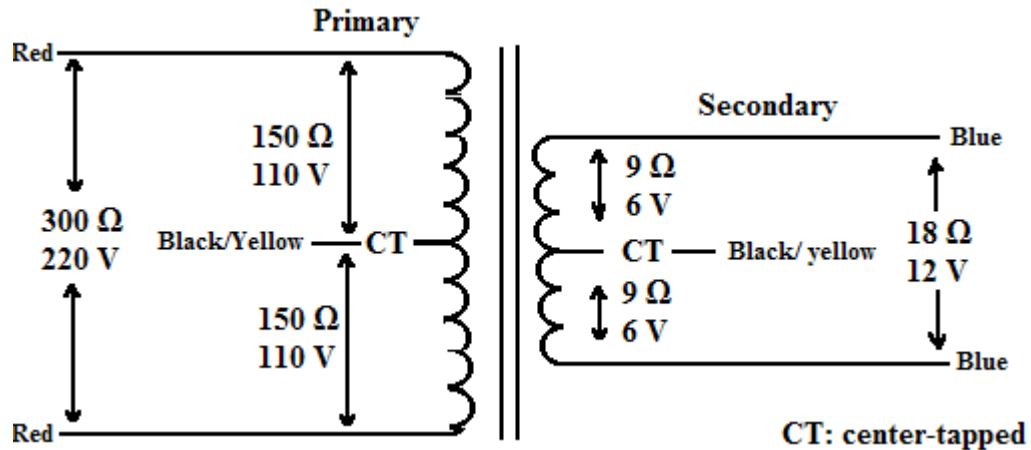 Primary
Red
150 Ω
110 V
300 Ω
220 V
Black/Yellow
CT
150 Ω
110 V
Red
Secondary
Blue
9 Ω
6 V
CT
Black/ yellow
18 Ω
12 V
9 Ω
6 V
Blue
CT: center-tapped